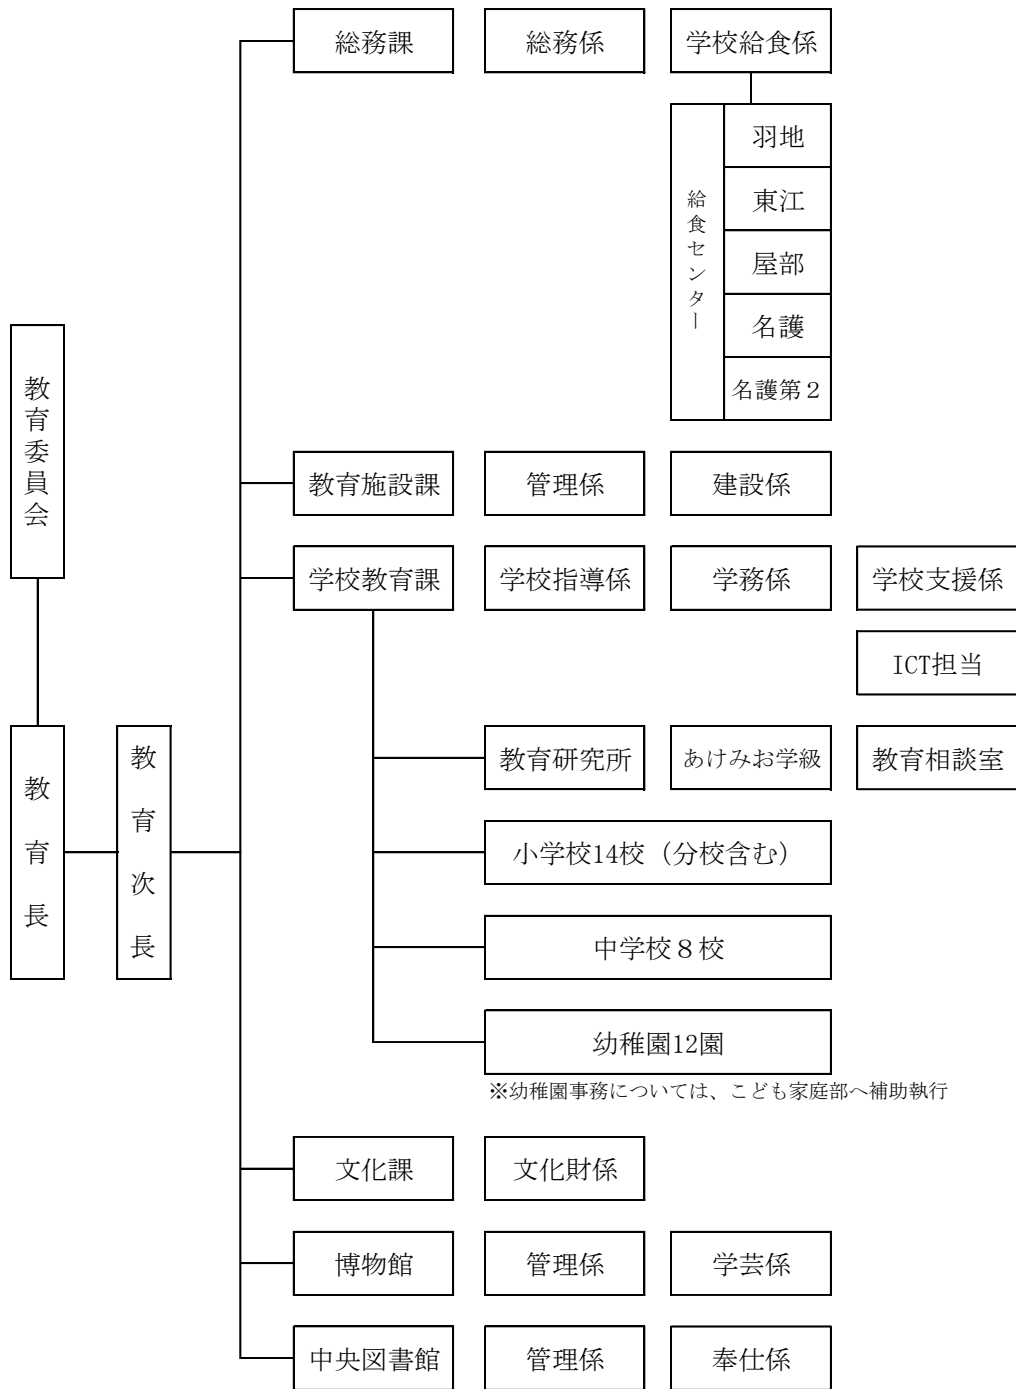 総務課 総務係 学校給食係
給食センター
羽地
東江
屋部
名護
名護第２
教育委員会
教育施設課 管理係 建設係
学校教育課 学校指導係 学務係 学校支援係
ICT担当
教育長
教育次長
教育研究所 あけみお学級 教育相談室
小学校14校（分校含む）
中学校８校
幼稚園12園
※幼稚園事務については、こども家庭部へ補助執行
文化課 文化財係
博物館 管理係 学芸係
中央図書館 管理係 奉仕係